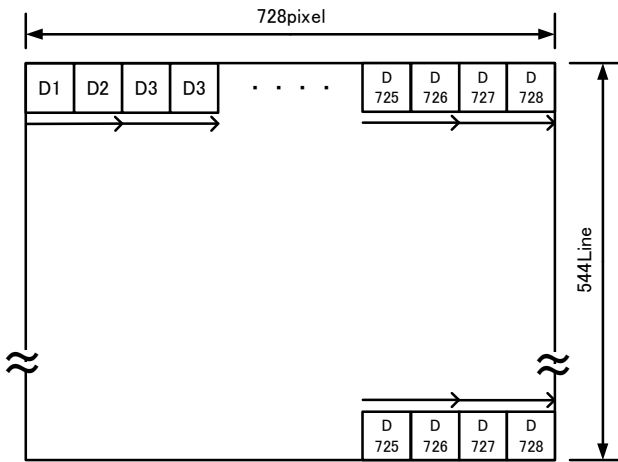 728pixel
D1 D2 D3 D3 · · · · D 725 D 726 D 727 D 728
544Line
D 725 D 726 D 727 D 728